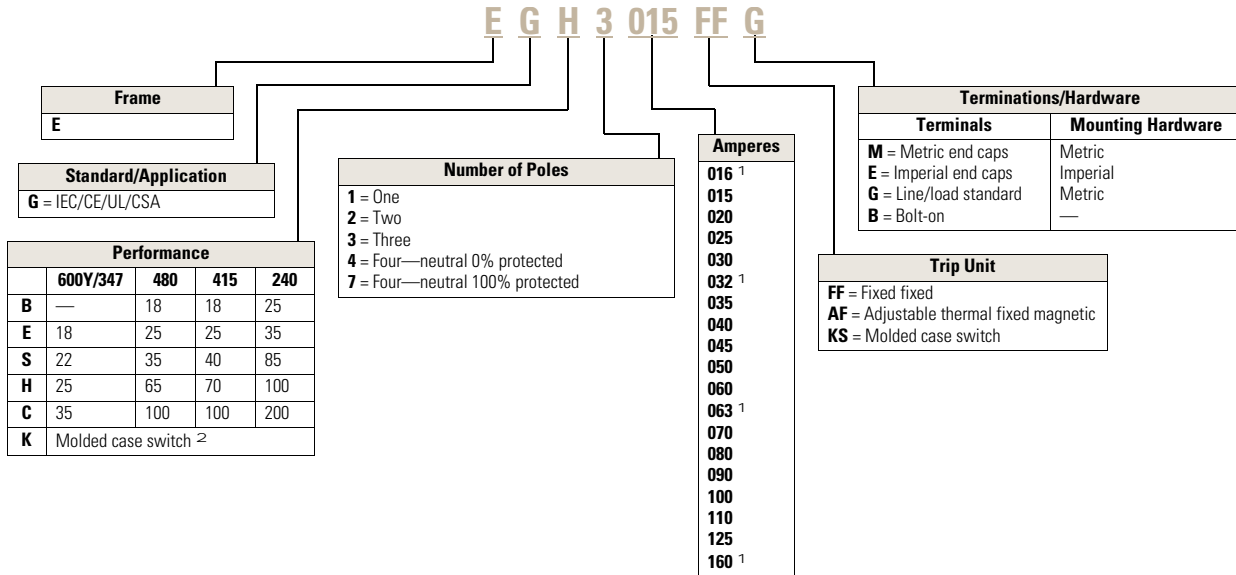 E G H 3 015 FF G
Frame
E
Standard/Application
G = IEC/CE/UL/CSA
Performance
600Y/347 480 415 240
B — 18 18 25
E 18 25 25 35
S 22 35 40 85
H 25 65 70 100
C 35 100 100 200
K Molded case switch 2
Number of Poles
1 = One
2 = Two
3 = Three
4 = Four—neutral 0% protected
7 = Four—neutral 100% protected
Amperes
016 1
015
020
025
030
032 1
035
040
045
050
060
063 1
070
080
090
100
110
125
160 1
Trip Unit
FF = Fixed fixed
AF = Adjustable thermal fixed magnetic
KS = Molded case switch
Terminations/Hardware
Terminals Mounting Hardware
M = Metric end caps Metric
E = Imperial end caps Imperial
G = Line/load standard Metric
B = Bolt-on —